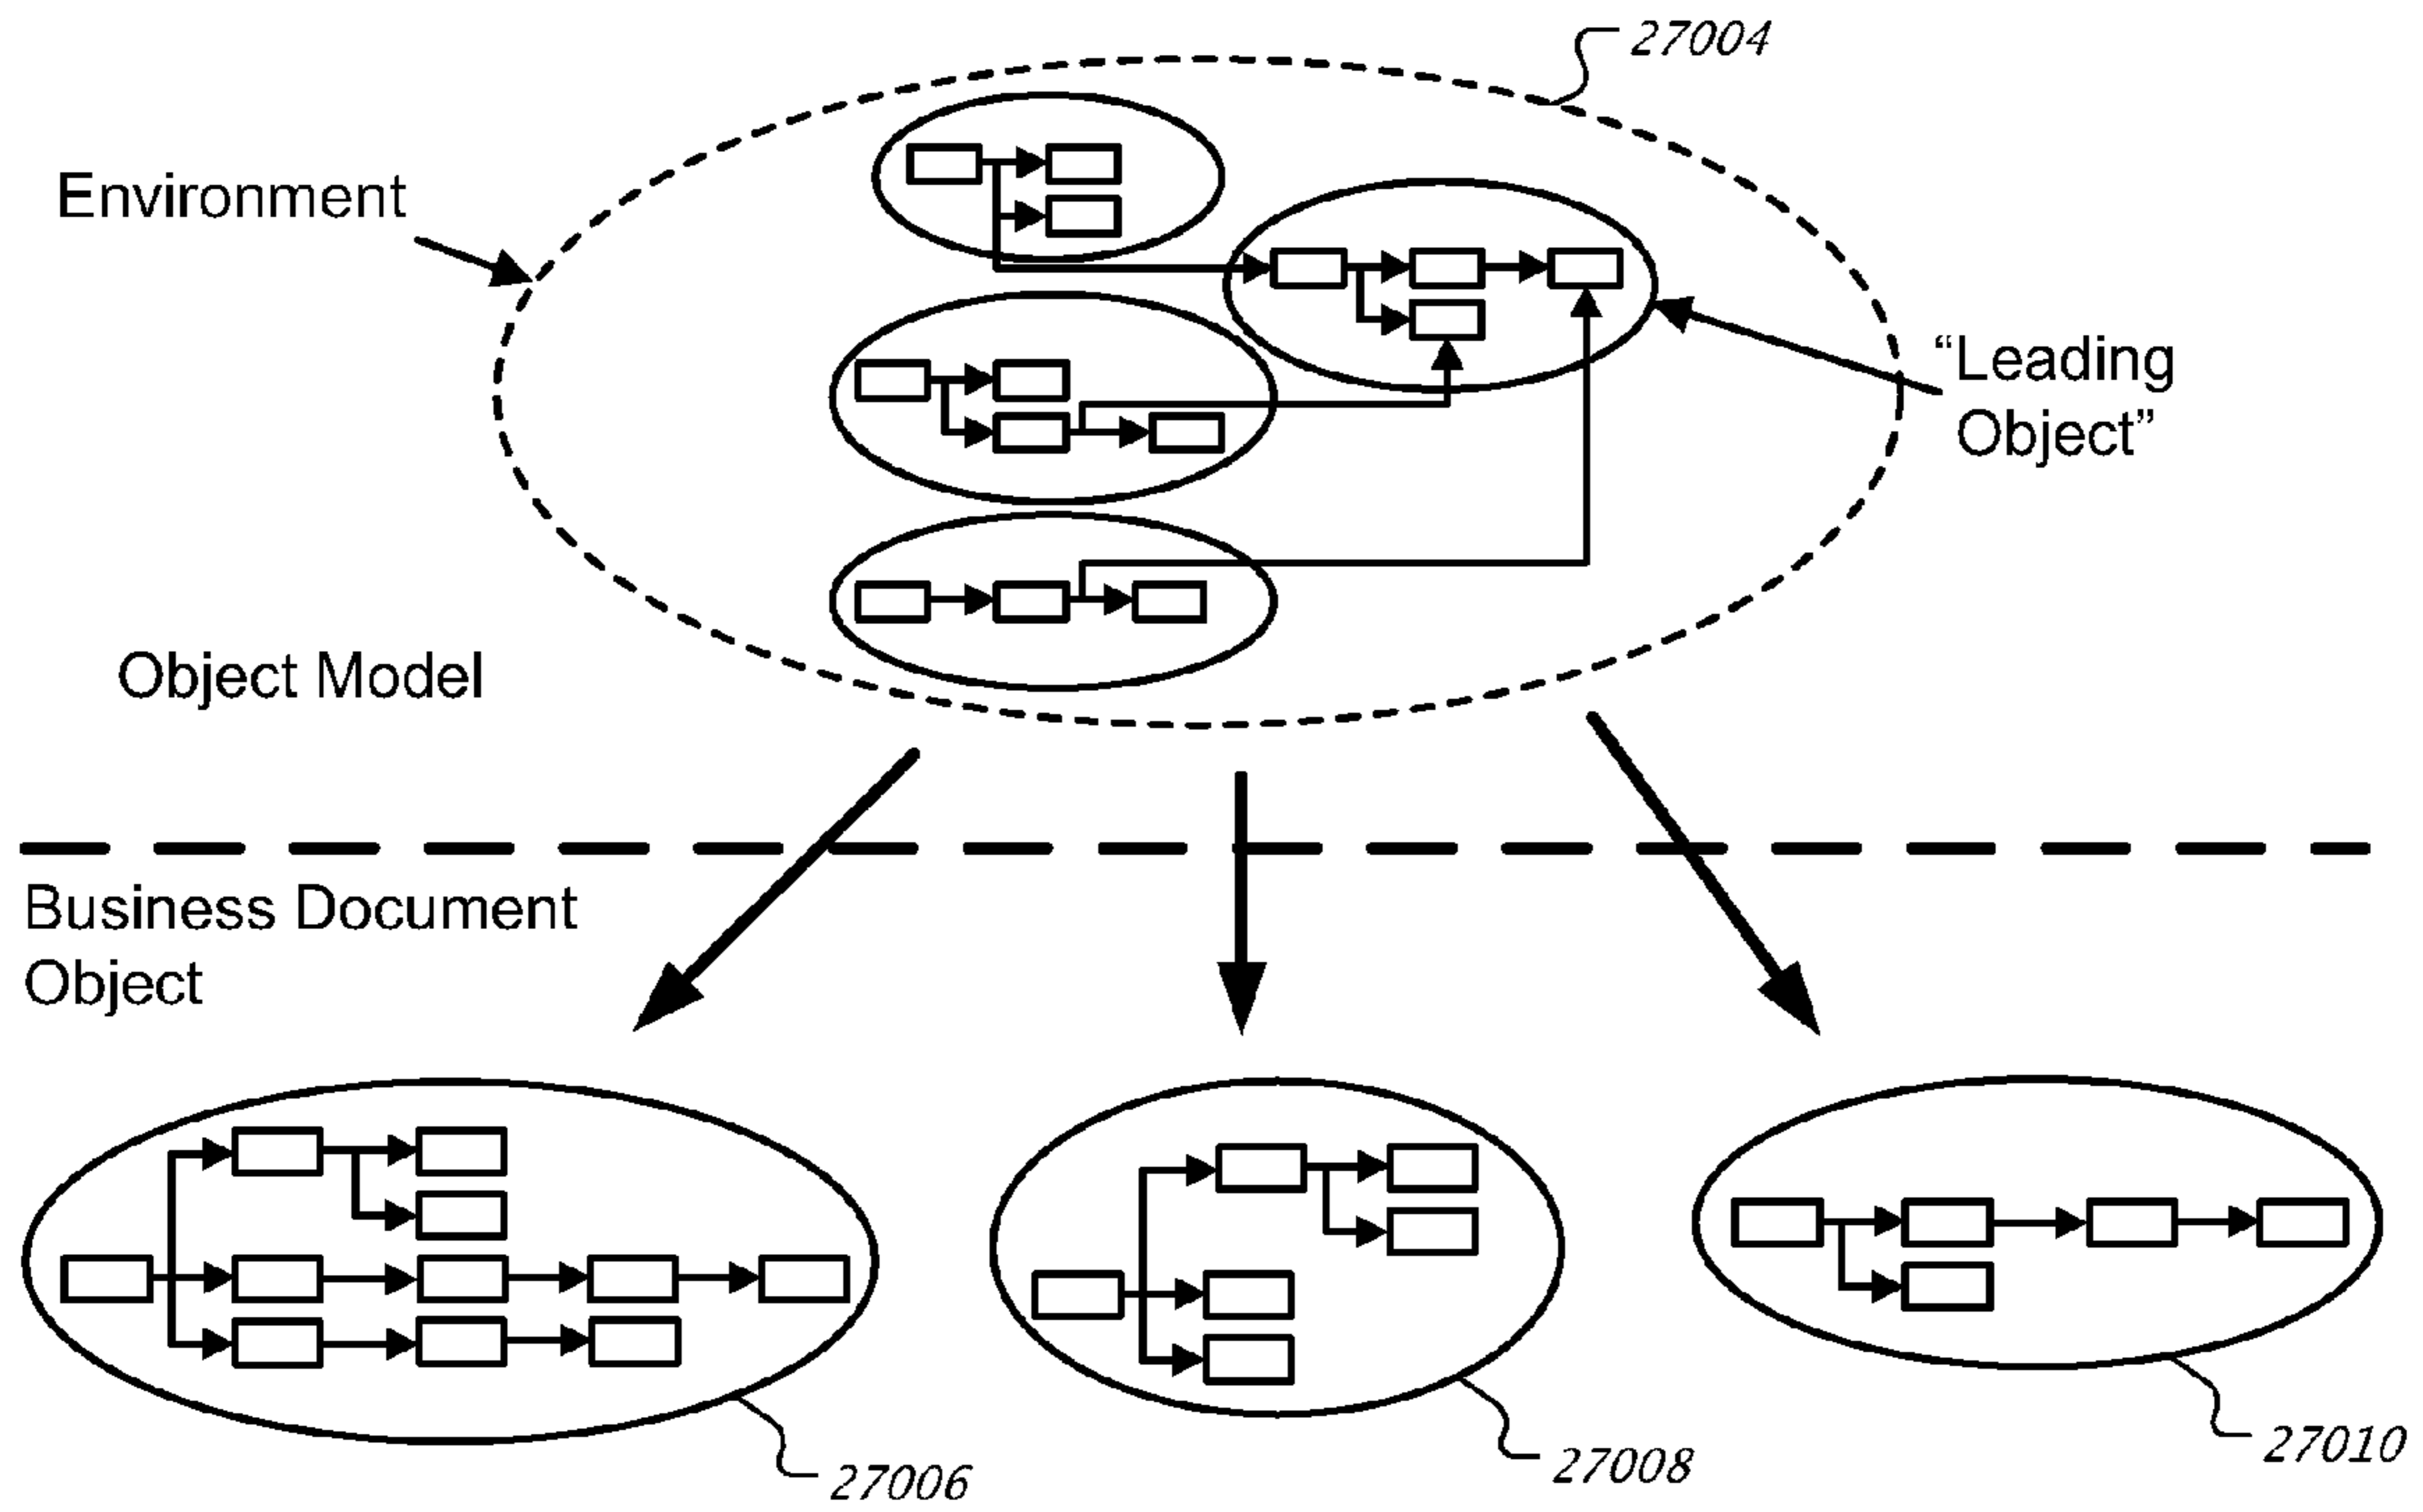 27004
Environment
“Leading
Object”
Object Model
Business Document
Object
27006
27008
27010